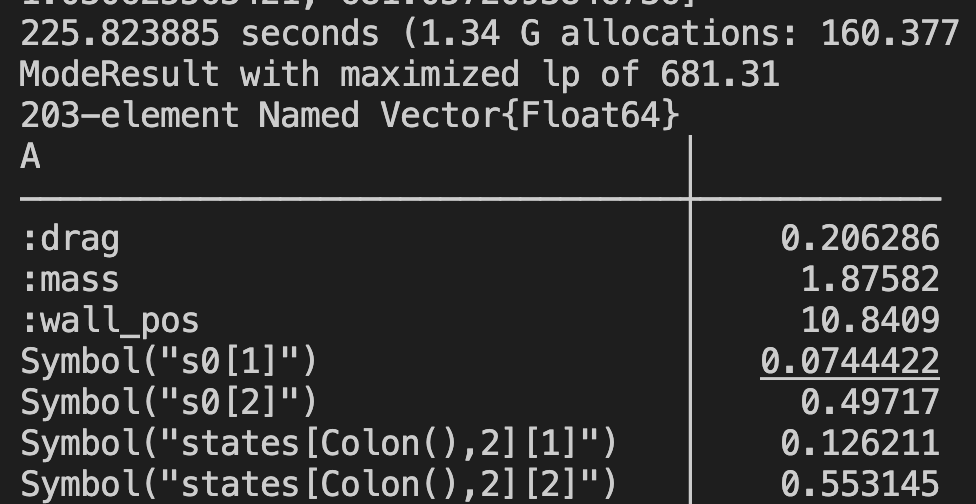 225.823885 seconds (1.34 G allocations: 160.377
ModeResult with maximized lp of 681.31
203-element Named Vector{Float64}
A
:drag 0.206286
:mass 1.87582
:wall_pos 10.8409
Symbol("s0[1]") 0.0744422
Symbol("s0[2]") 0.49717
Symbol("states[Colon(),2][1]") 0.126211
Symbol("states[Colon(),2][2]") 0.553145